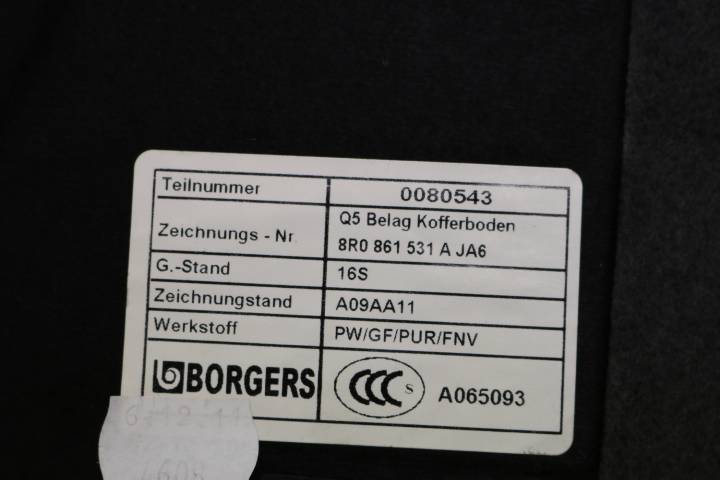 Teilnummer 0080543
Zeichnungs - Nr. Q5 Belag Kofferboden
8R0 861 531 A JA6
G.-Stand 16S
Zeichnungstand A09AA11
Werkstoff PW/GF/PUR/FNV
BORGERS CCC S A065093